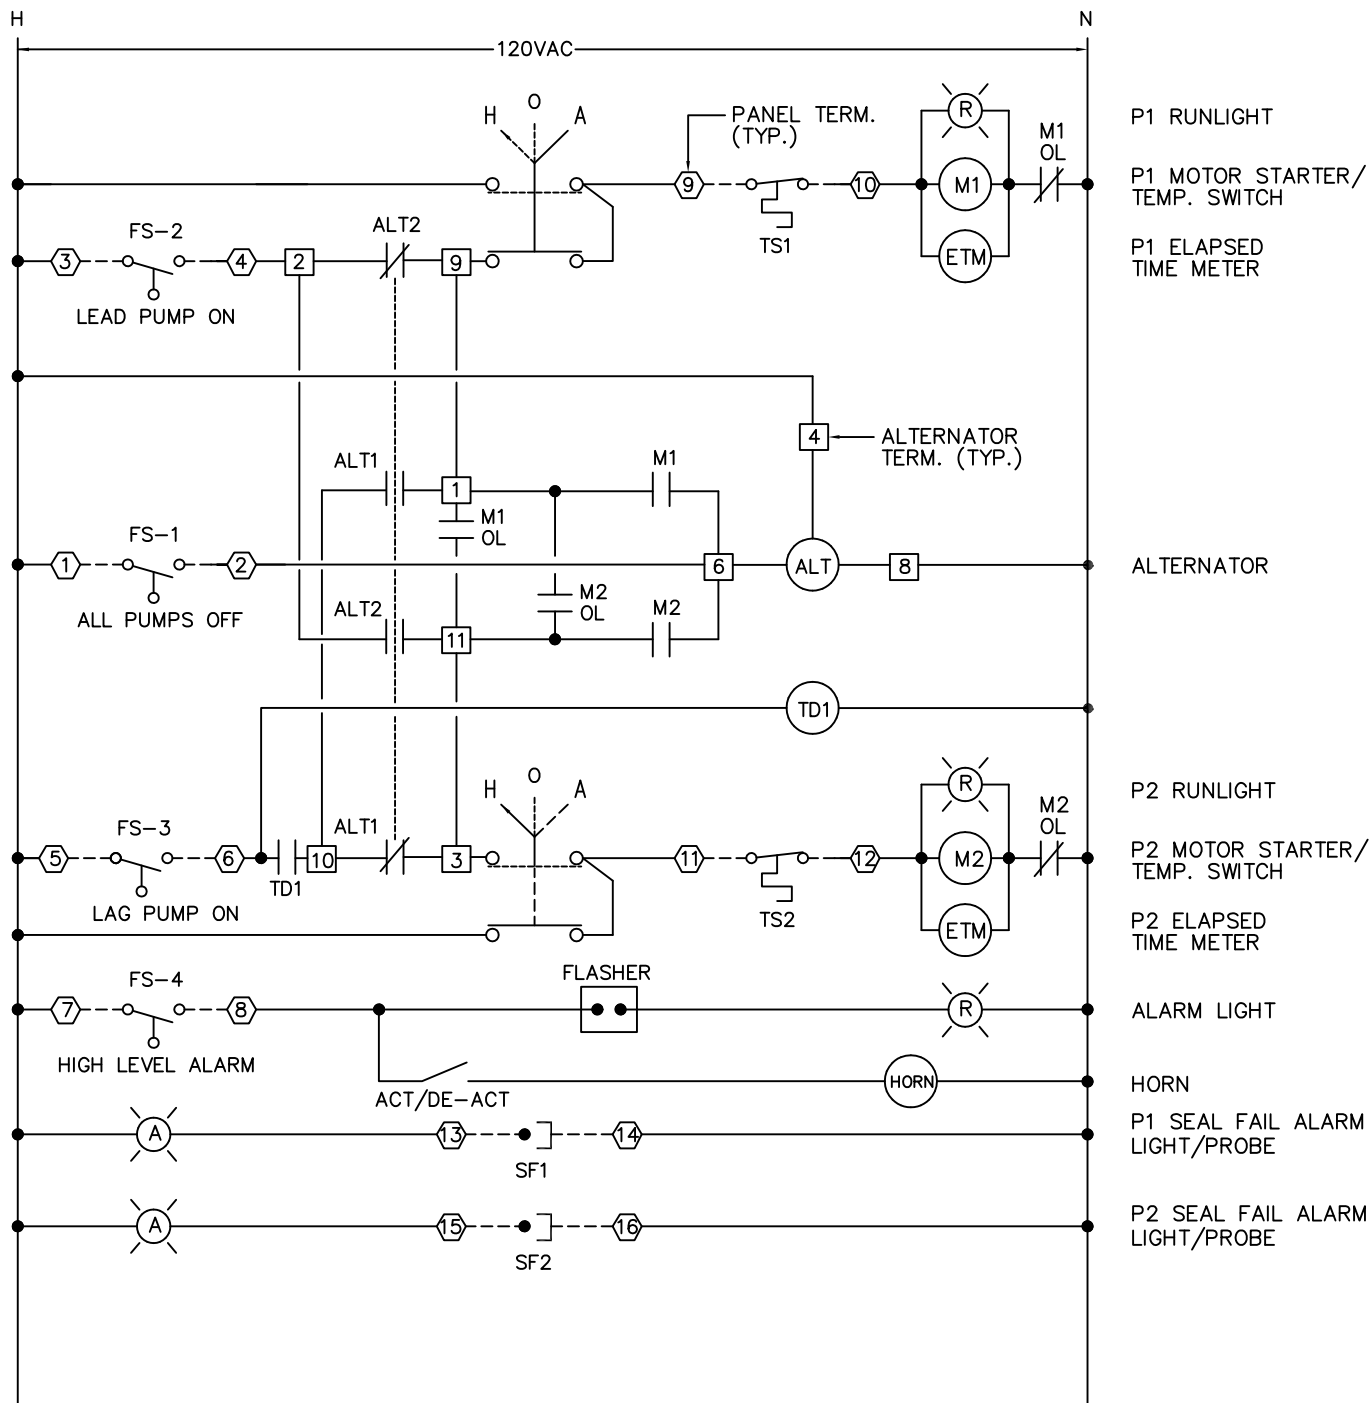 H
N
120VAC
H O A
PANEL TERM.
(TYP.)
R
P1 RUNLIGHT
M1
OL
9
TS1
10
M1
P1 MOTOR STARTER/
TEMP. SWITCH
FS-2
3
4
2
ALT2
9
LEAD PUMP ON
ETM
P1 ELAPSED
TIME METER
4
ALTERNATOR
TERM. (TYP.)
ALT1
1
M1
M1
OL
FS-1
1
2
6
ALT
8
ALTERNATOR
ALL PUMPS OFF
M2
OL
ALT2
11
M2
TD1
H O A
R
P2 RUNLIGHT
M2
OL
FS-3
5
6
TD1
10
ALT1
3
11
TS2
12
M2
P2 MOTOR STARTER/
TEMP. SWITCH
LAG PUMP ON
ETM
P2 ELAPSED
TIME METER
FS-4
7
8
FLASHER
R
ALARM LIGHT
HIGH LEVEL ALARM
ACT/DE-ACT
HORN
HORN
A
13
SF1
14
P1 SEAL FAIL ALARM
LIGHT/PROBE
A
15
SF2
16
P2 SEAL FAIL ALARM
LIGHT/PROBE